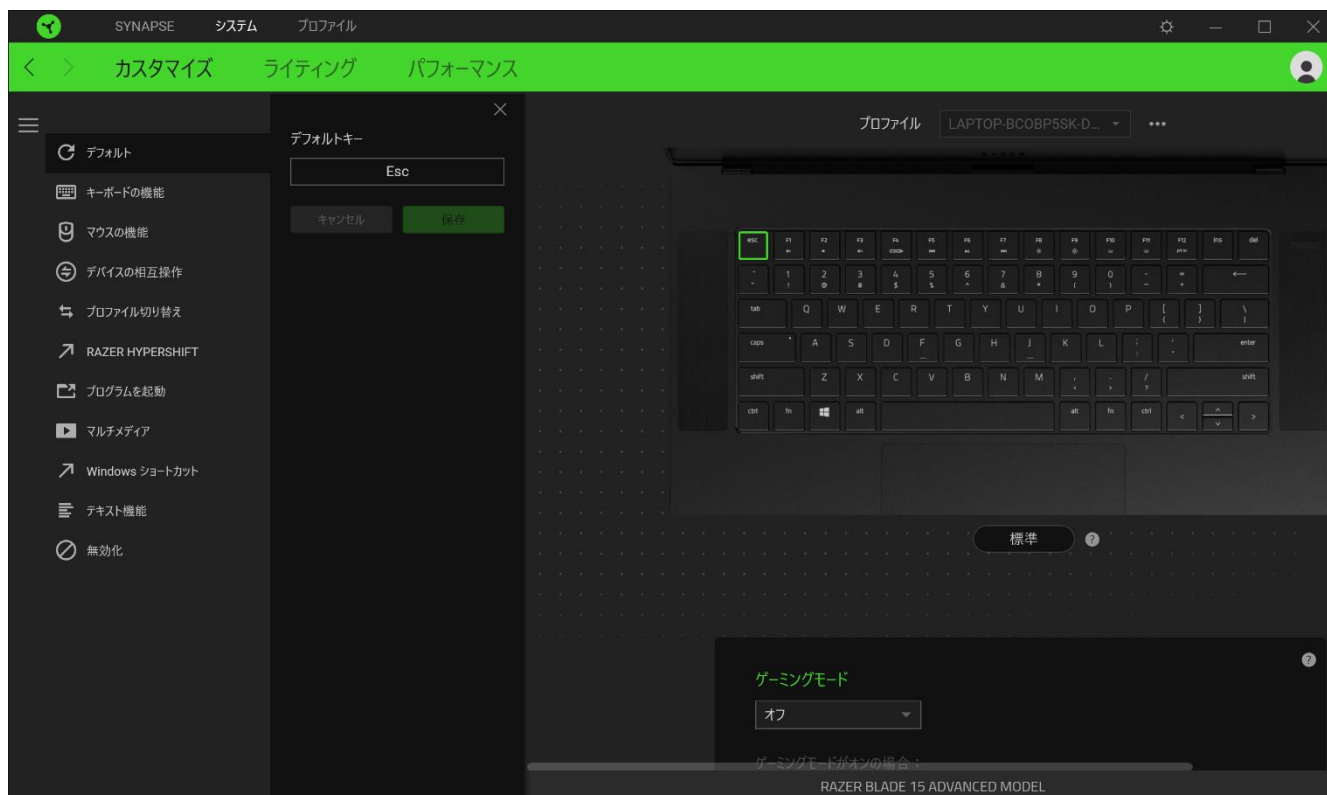 SYNAPSE システム プロファイル
カスタマイズ ライティング パフォーマンス
デフォルト
キーボードの機能
マウスの機能
デバイスの相互操作
プロファイル切り替え
RAZER HYPERSHIFT
プログラムを起動
マルチメディア
Windows ショートカット
テキスト機能
無効化
デフォルトキー
Esc
キャンセル 保存
プロファイル LAPTOP-BCOBP5SK-D... •••
esc F1 F2 F3 F4 F5 F6 F7 F8 F9 F10 F11 F12 ins del
1 2 3 4 5 6 7 8 9 0 - =
! @ # $ % ^ & * ( ) _ +
tab Q W E R T Y U I O P [ ] \
{ } |
caps A S D F G H J K L ; ' enter
shift Z X C V B N M , . / shift
< > ?
ctrl fn alt alt fn ctrl < ^ >
v
標準 ?
?
ゲーミングモード
オフ
ゲーミングモードがオンの場合：
RAZER BLADE 15 ADVANCED MODEL